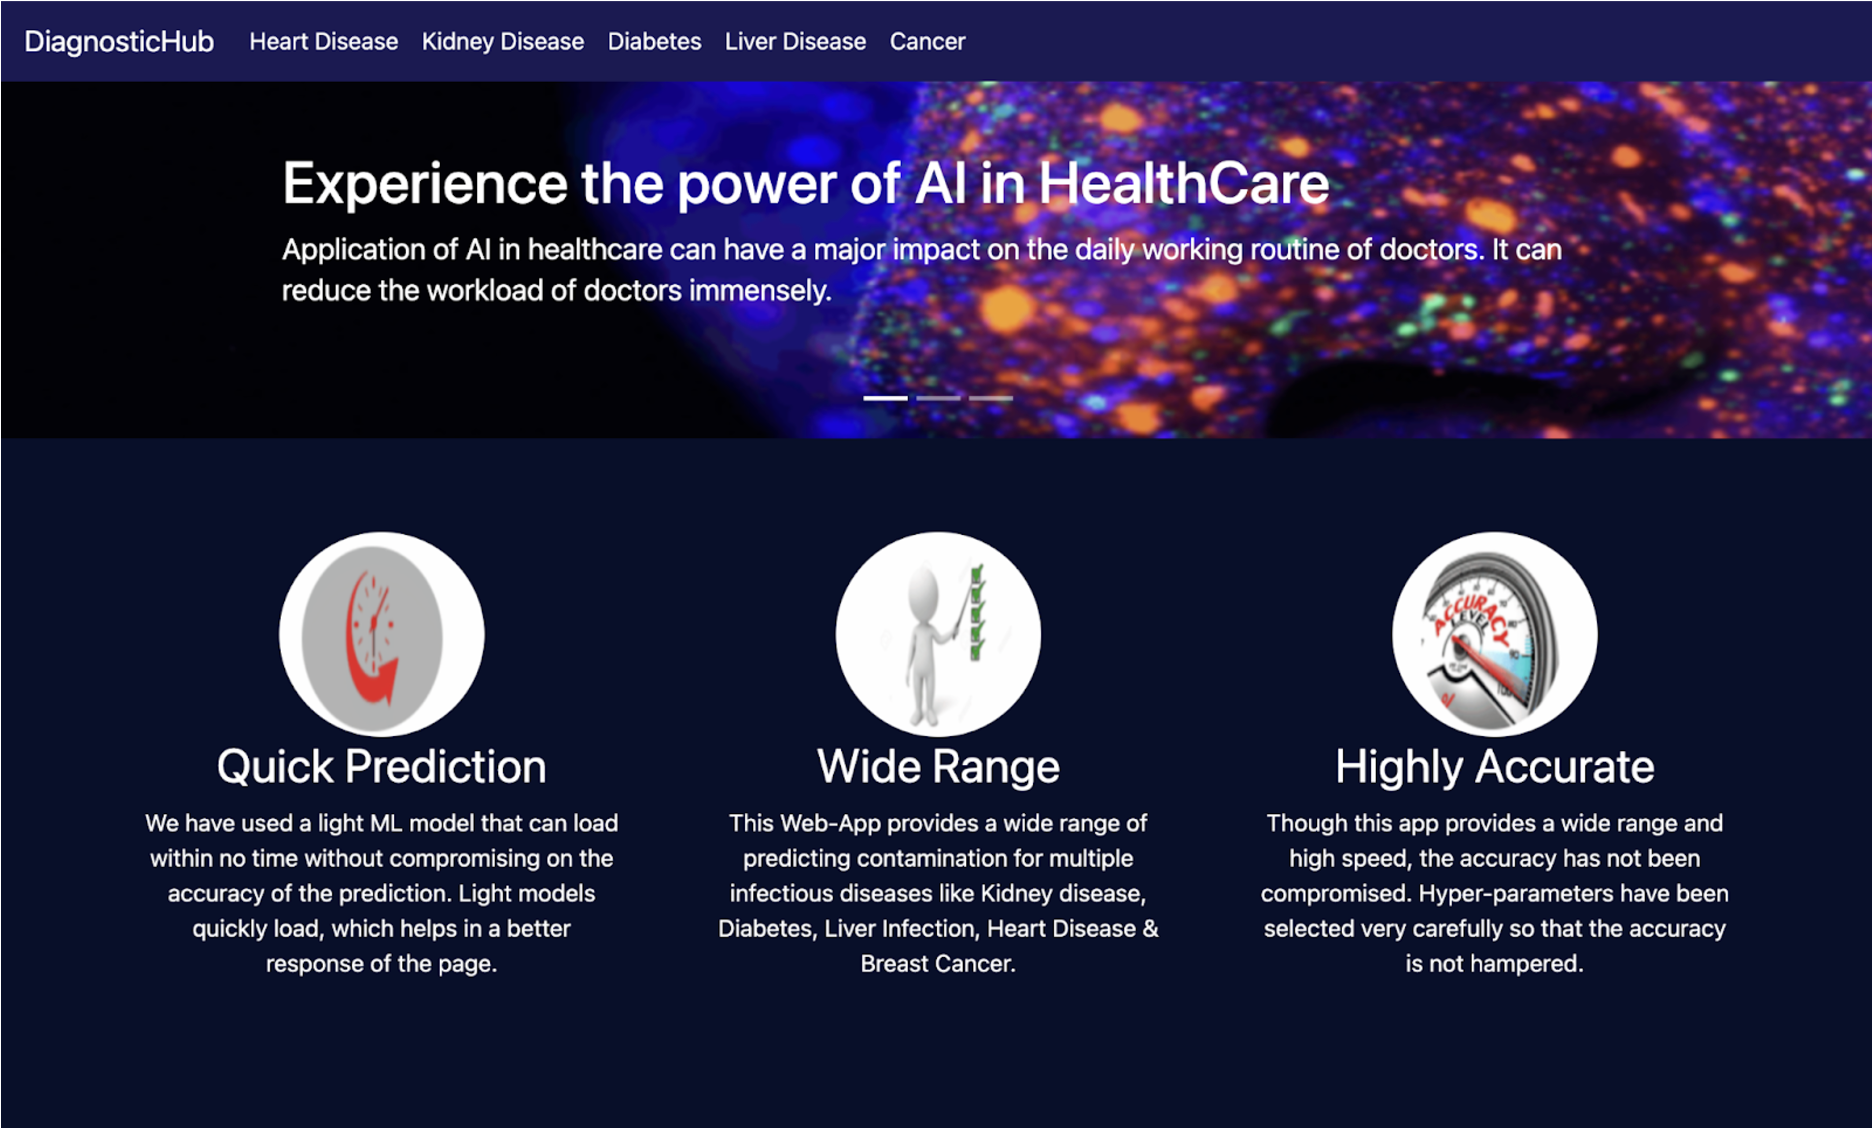 DiagnosticHub Heart Disease Kidney Disease Diabetes Liver Disease Cancer
Experience the power of AI in HealthCare
Application of AI in healthcare can have a major impact on the daily working routine of doctors. It can
reduce the workload of doctors immensely.
ACCURACY
LEVEL
90
100
%
Quick Prediction
We have used a light ML model that can load
within no time without compromising on the
accuracy of the prediction. Light models
quickly load, which helps in a better
response of the page.
Wide Range
This Web-App provides a wide range of
predicting contamination for multiple
infectious diseases like Kidney disease,
Diabetes, Liver Infection, Heart Disease &
Breast Cancer.
Highly Accurate
Though this app provides a wide range and
high speed, the accuracy has not been
compromised. Hyper-parameters have been
selected very carefully so that the accuracy
is not hampered.